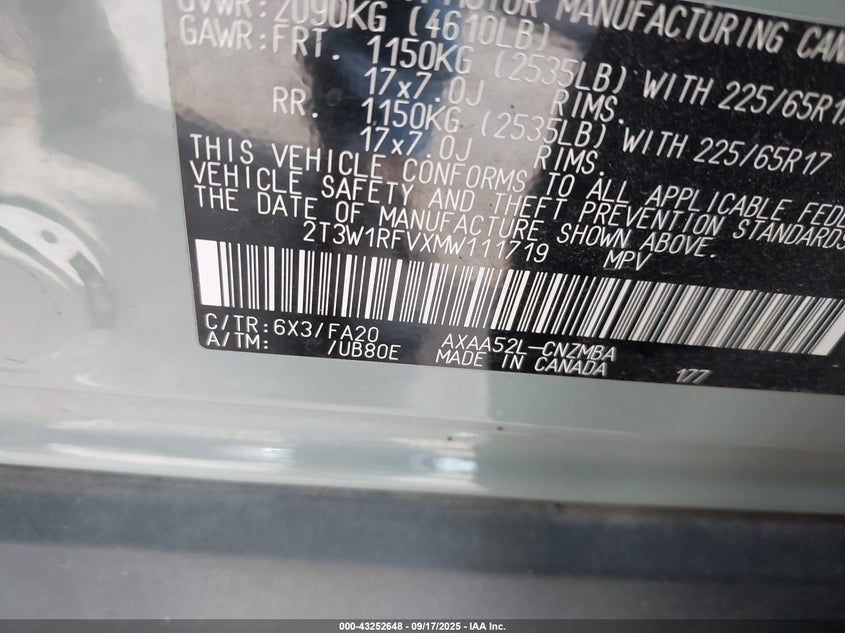 MOTOR MANUFACTURING CAN
GVWR: 2090KG (4610LB)
GAWR: FRT. 1150KG (2535LB) WITH 225/65R17
17x7.0J RIMS.
RR. 1150KG (2535LB) WITH 225/65R17
17x7.0J RIMS.
THIS VEHICLE CONFORMS TO ALL APPLICABLE FEDE
VEHICLE SAFETY AND THEFT PREVENTION STANDARDS
THE DATE OF MANUFACTURE SHOWN ABOVE.
2T3W1RFVXMW111719 MPV
C/TR: 6X3/FA20 AXAA52L-CNZMBA
A/TM: /UB80E MADE IN CANADA 177
000-43252648 - 09/17/2025 - IAA Inc.